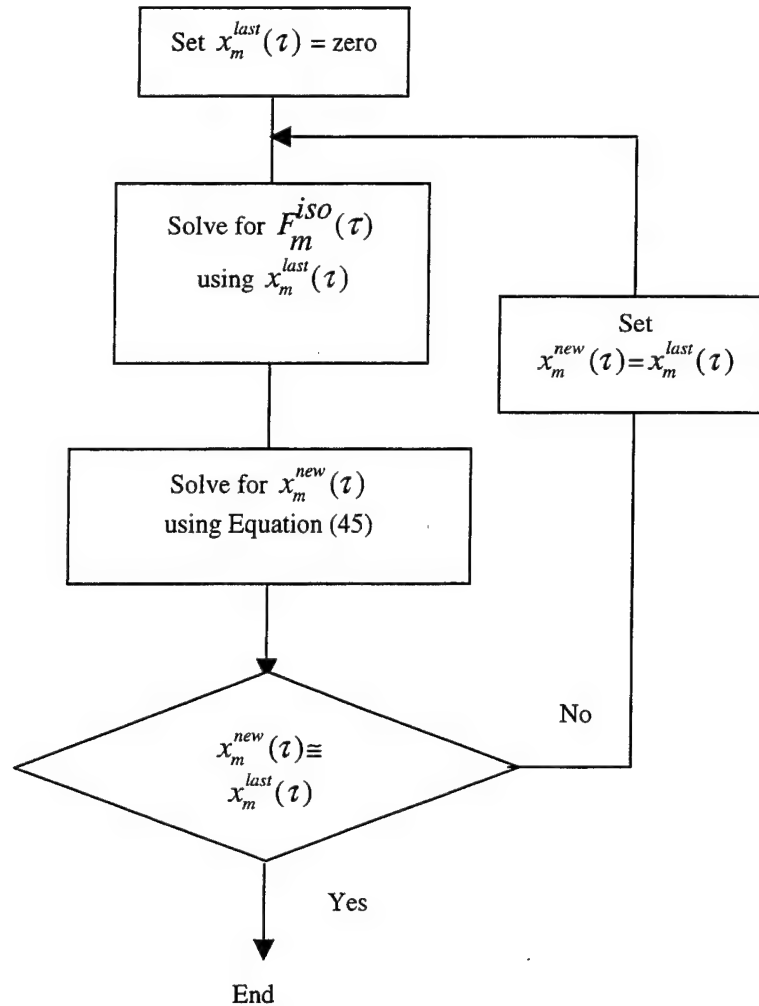 Set $x_m^{last}(\tau)$ = zero
Solve for $F_m^{iso}(\tau)$
using $x_m^{last}(\tau)$
Set
$x_m^{new}(\tau) = x_m^{last}(\tau)$
Solve for $x_m^{new}(\tau)$
using Equation (45)
No
$x_m^{new}(\tau) \cong$
$x_m^{last}(\tau)$
Yes
End